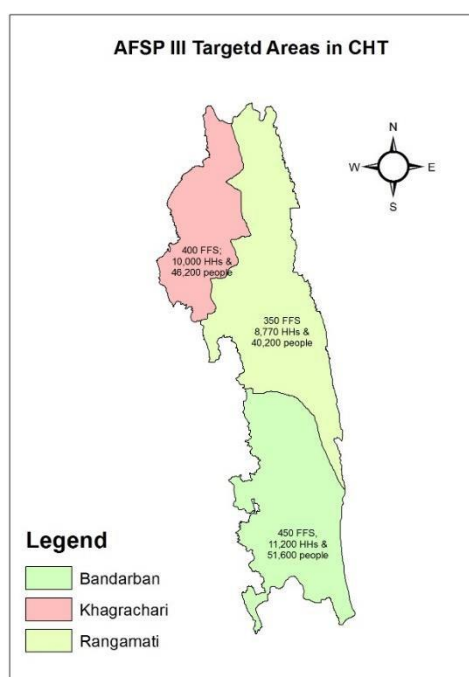 AFSP III Targetd Areas in CHT
N
W E
S
400 FFS;
10,000 HHs &
46,200 people
350 FFS
8,770 HHs &
40,200 people
450 FFS,
11,200 HHs &
51,600 people
Legend
Bandarban
Khagrachari
Rangamati